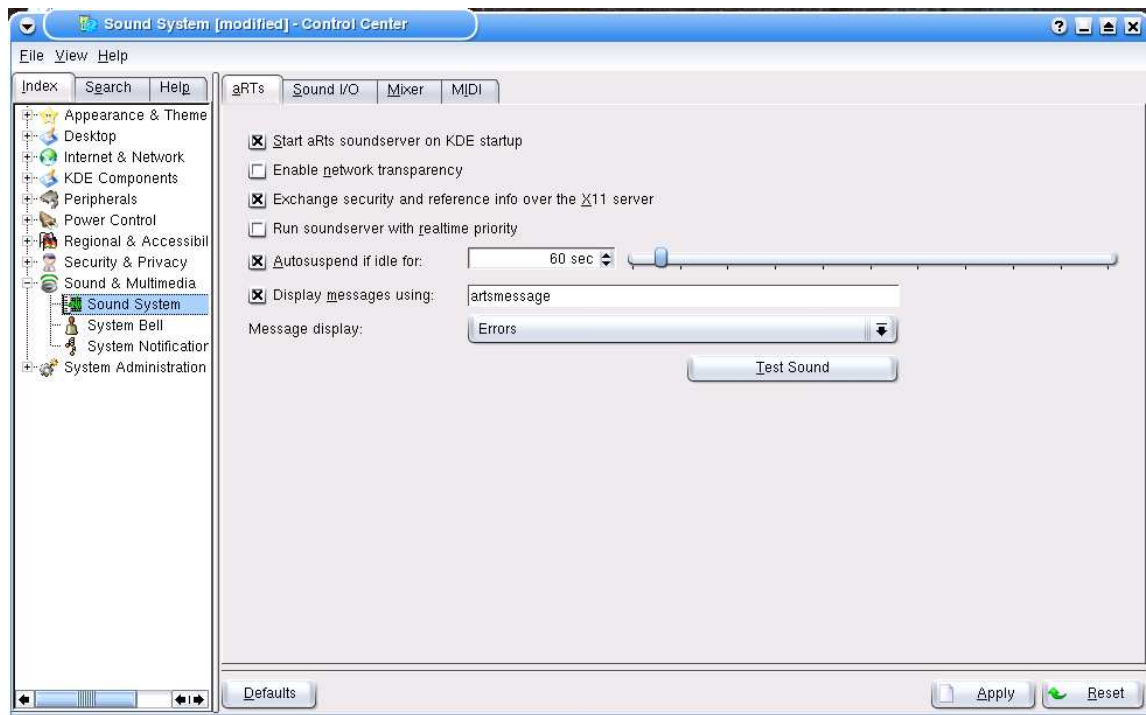 Sound System [modified] - Control Center
File View Help
Index Search Help
Appearance & Theme
Desktop
Internet & Network
KDE Components
Peripherals
Power Control
Regional & Accessibil
Security & Privacy
Sound & Multimedia
Sound System
System Bell
System Notification
System Administration
aRTs Sound I/O Mixer MIDI
Start aRts soundserver on KDE startup
Enable network transparency
Exchange security and reference info over the X11 server
Run soundserver with realtime priority
Autosuspend if idle for: 60 sec
Display messages using: artsmessage
Message display: Errors
Test Sound
Defaults Apply Reset